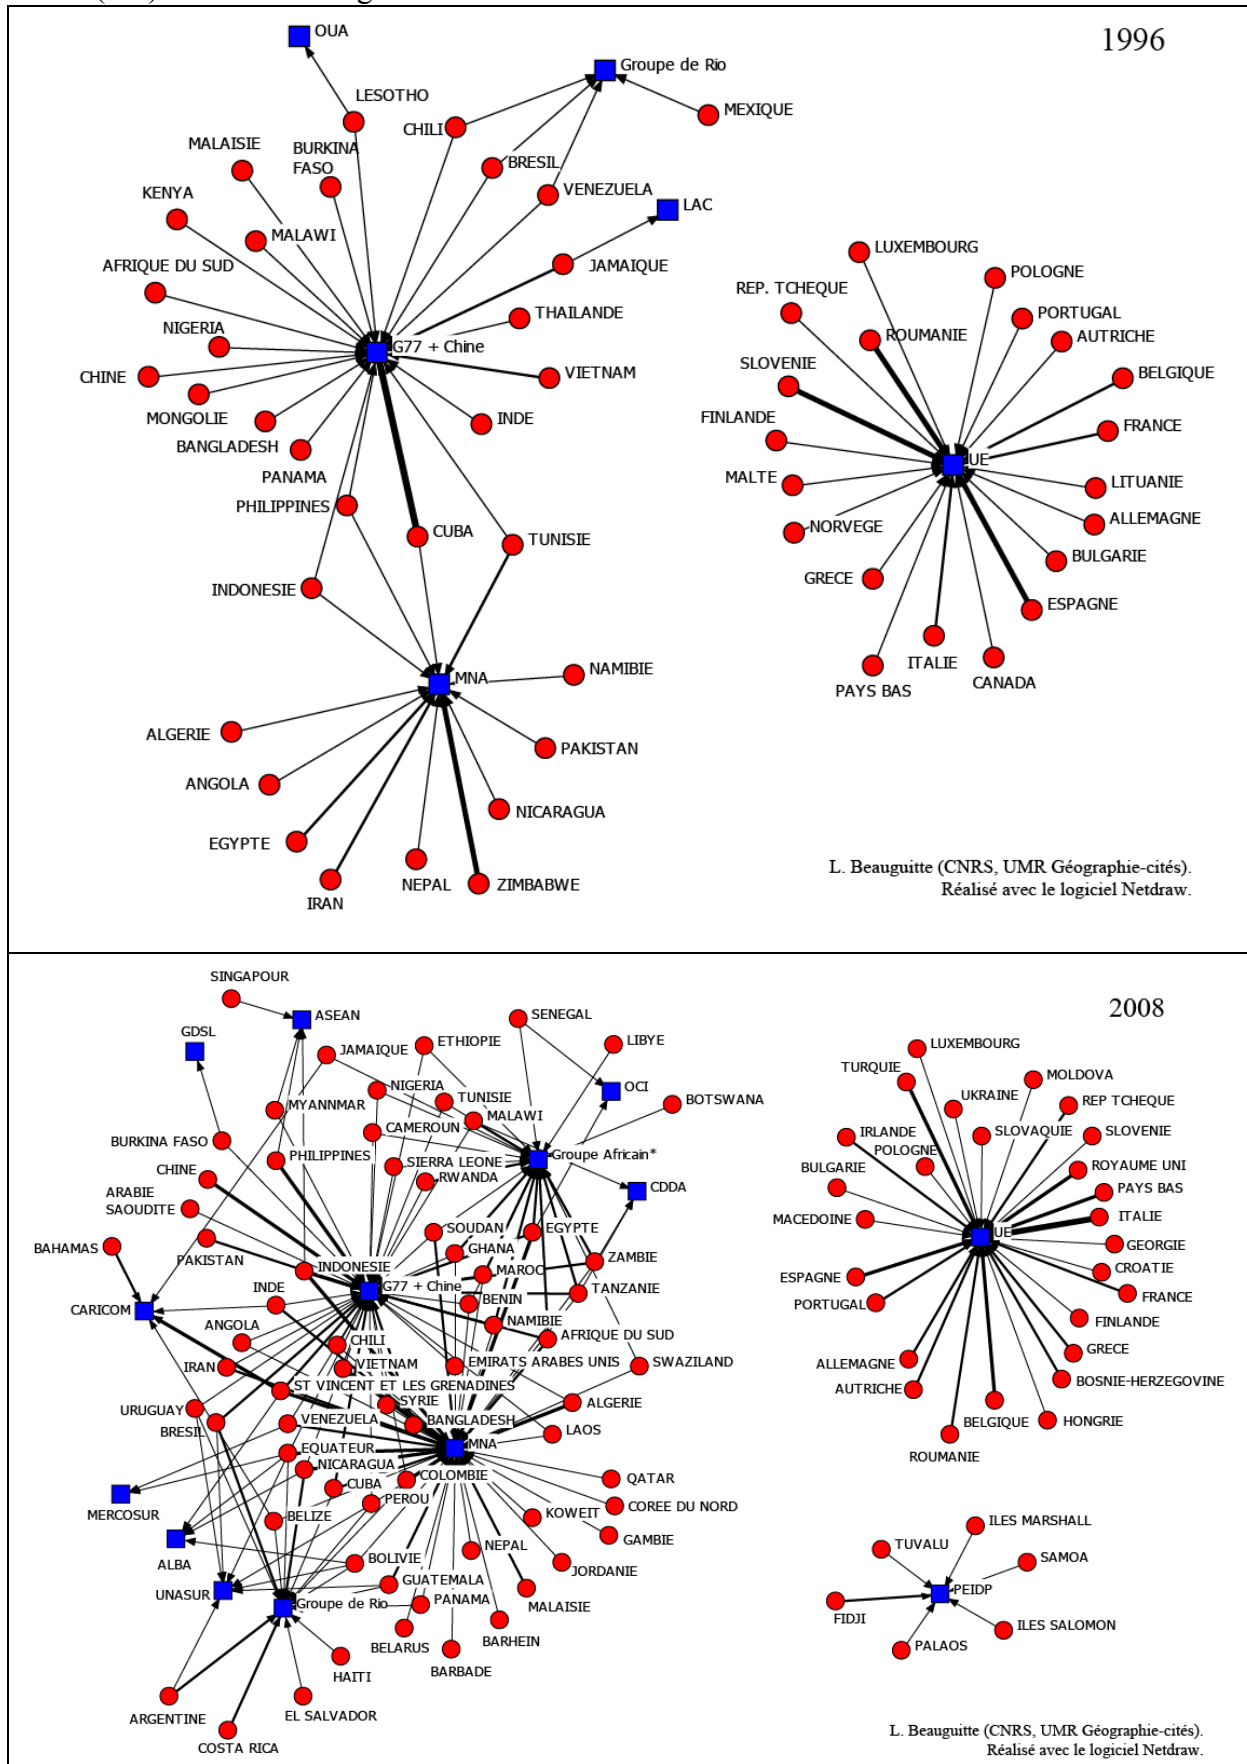 1996
OUA
Groupe de Rio
LESOTHO
MEXIQUE
CHILI
MALAISIE
BURKINA
FASO
BRESIL
KENYA
VENEZUELA
LAC
MALAWI
AFRIQUE DU SUD
JAMAIQUE
THAILANDE
NIGERIA
G77 + Chine
CHINE
VIETNAM
MONGOLIE
INDE
BANGLADESH
PANAMA
PHILIPPINES
CUBA
TUNISIE
INDONESIE
NAMIBIE
MNA
ALGERIE
PAKISTAN
ANGOLA
NICARAGUA
EGYPTE
NEPAL
ZIMBABWE
IRAN
LUXEMBOURG
POLOGNE
REP. TCHEQUE
PORTUGAL
ROUMANIE
AUTRICHE
SLOVENIE
BELGIQUE
FINLANDE
FRANCE
UE
MALTE
LITUANIE
NORVEGE
ALLEMAGNE
BULGARIE
GRECE
ESPAGNE
ITALIE
PAYS BAS
CANADA
L. Beauguitte (CNRS, UMR Géographie-cités).
Réalisé avec le logiciel Netdraw.
2008
SINGAPOUR
ASEAN
SENEGAL
GDSL
JAMAIQUE
ETHIOPIE
LIBYE
NIGERIA
OCI
TUNISIE
BOTSWANA
MYANNMAR
MALAWI
BURKINA FASO
CAMEROUN
PHILIPPINES
SIERRA LEONE
Groupe Africain*
CHINE
RWANDA
CDDA
ARABIE
SAOUDITE
SOUDAN
EGYPTE
BAHAMAS
PAKISTAN
GHANA
ZAMBIE
INDONESIE
MAROC
G77 + Chine
TANZANIE
INDE
BENIN
CARICOM
NAMIBIE
ANGOLA
CHILI
AFRIQUE DU SUD
IRAN
VIETNAM
EMIRATS ARABES UNIS
SWAZILAND
ST VINCENT ET LES GRENADINES
SYRIE
ALGERIE
URUGUAY
VENEZUELA
BANGLADESH
BRESIL
LAOS
MNA
EQUATEUR
NICARAGUA
COLOMBIE
QATAR
CUBA
MERCOSUR
PEROU
COREE DU NORD
BELIZE
KOWEIT
GAMBIE
ALBA
NEPAL
BOLIVIE
JORDANIE
UNASUR
GUATEMALA
MALAISIE
Groupe de Rio
PANAMA
BELARUS
BARHEIN
BARBADE
HAITI
ARGENTINE
EL SALVADOR
COSTA RICA
LUXEMBOURG
TURQUIE
MOLDOVA
UKRAINE
REP TCHEQUE
IRLANDE
SLOVAQUIE
SLOVENIE
POLOGNE
BULGARIE
ROYAUME UNI
PAYS BAS
MACEDOINE
ITALIE
UE
GEORGIE
ESPAGNE
CROATIE
PORTUGAL
FRANCE
FINLANDE
ALLEMAGNE
GRECE
AUTRICHE
BOSNIE-HERZEGOVINE
BELGIQUE
HONGRIE
ROUMANIE
ILES MARSHALL
TUVALU
SAMOA
PEIDP
FIDJI
ILES SALOMON
PALAOS
L. Beauguitte (CNRS, UMR Géographie-cités).
Réalisé avec le logiciel Netdraw.